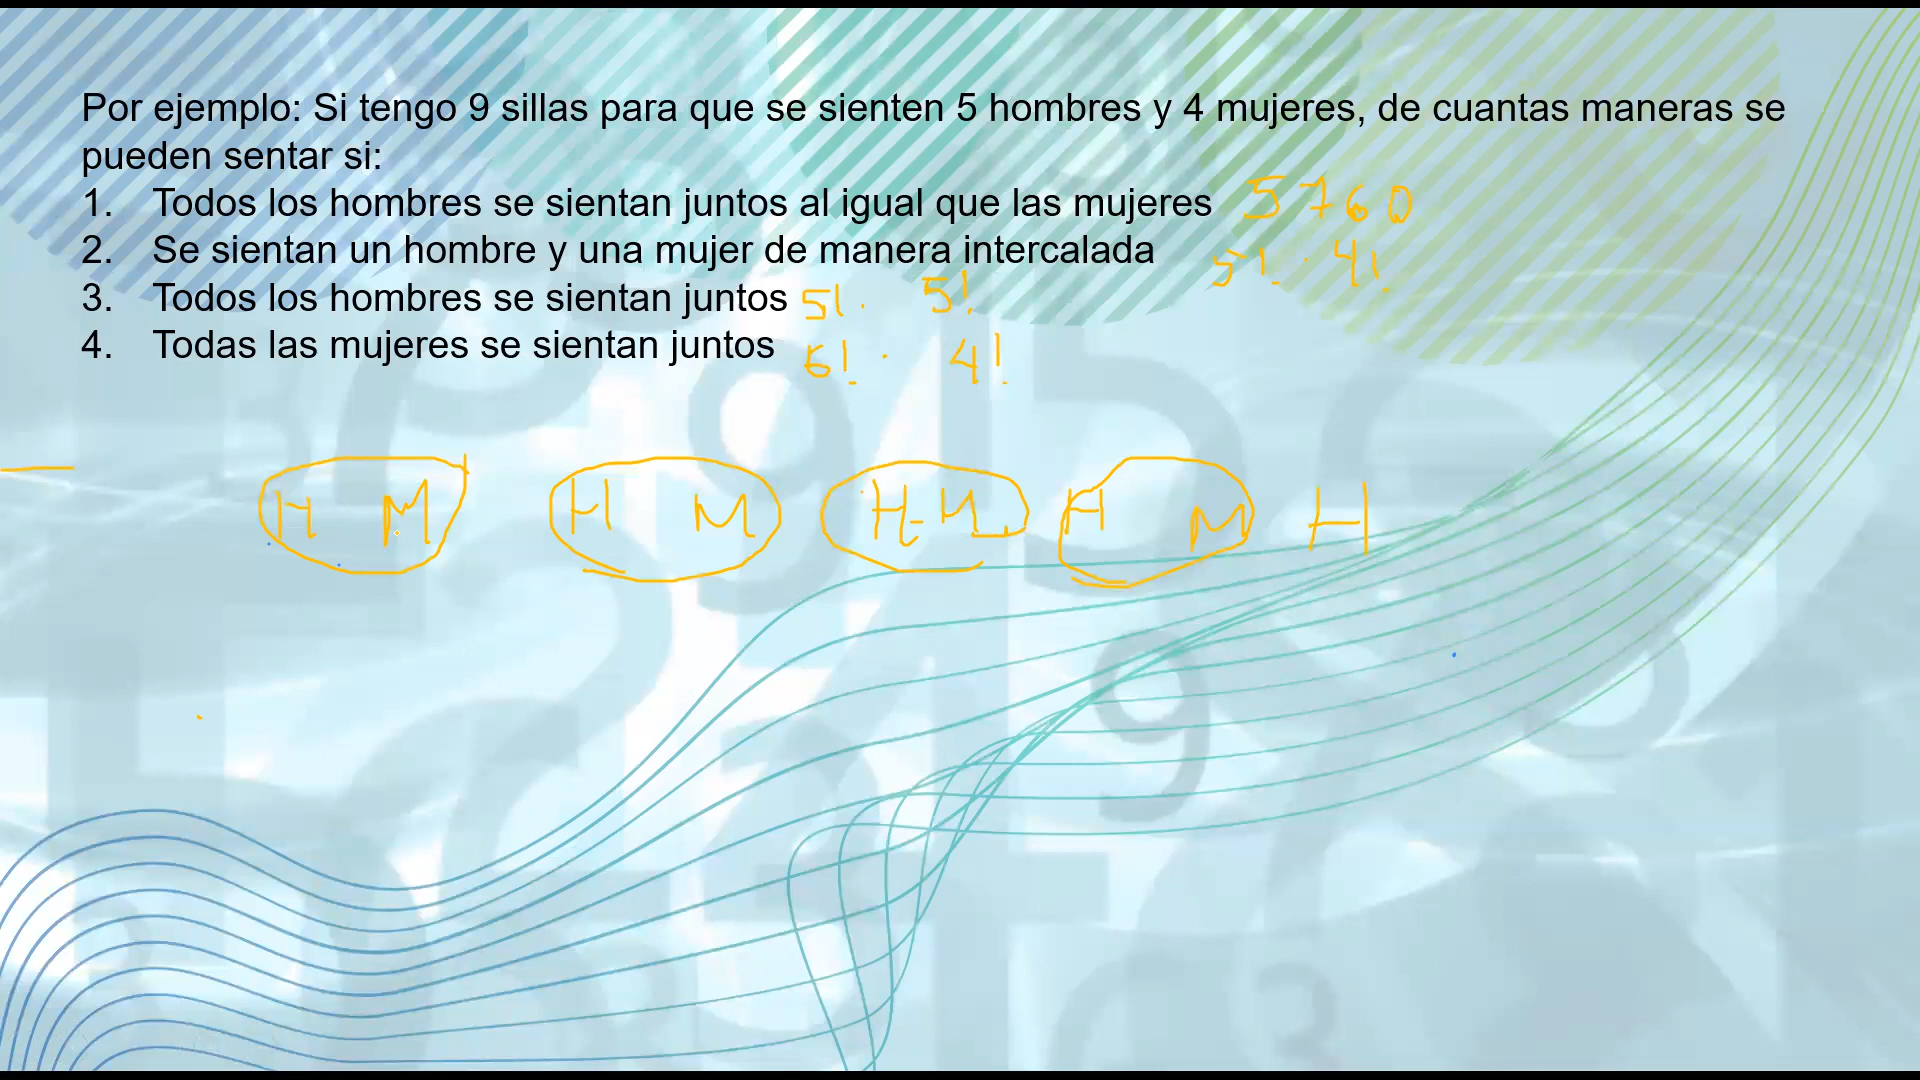 Por ejemplo: Si tengo 9 sillas para que se sienten 5 hombres y 4 mujeres, de cuantas maneras se
pueden sentar si:
1. Todos los hombres se sientan juntos al igual que las mujeres 5760
2. Se sientan un hombre y una mujer de manera intercalada 5! · 4!
3. Todos los hombres se sientan juntos 5! · 5!
4. Todas las mujeres se sientan juntos 6! · 4!
H M H M H M H M H